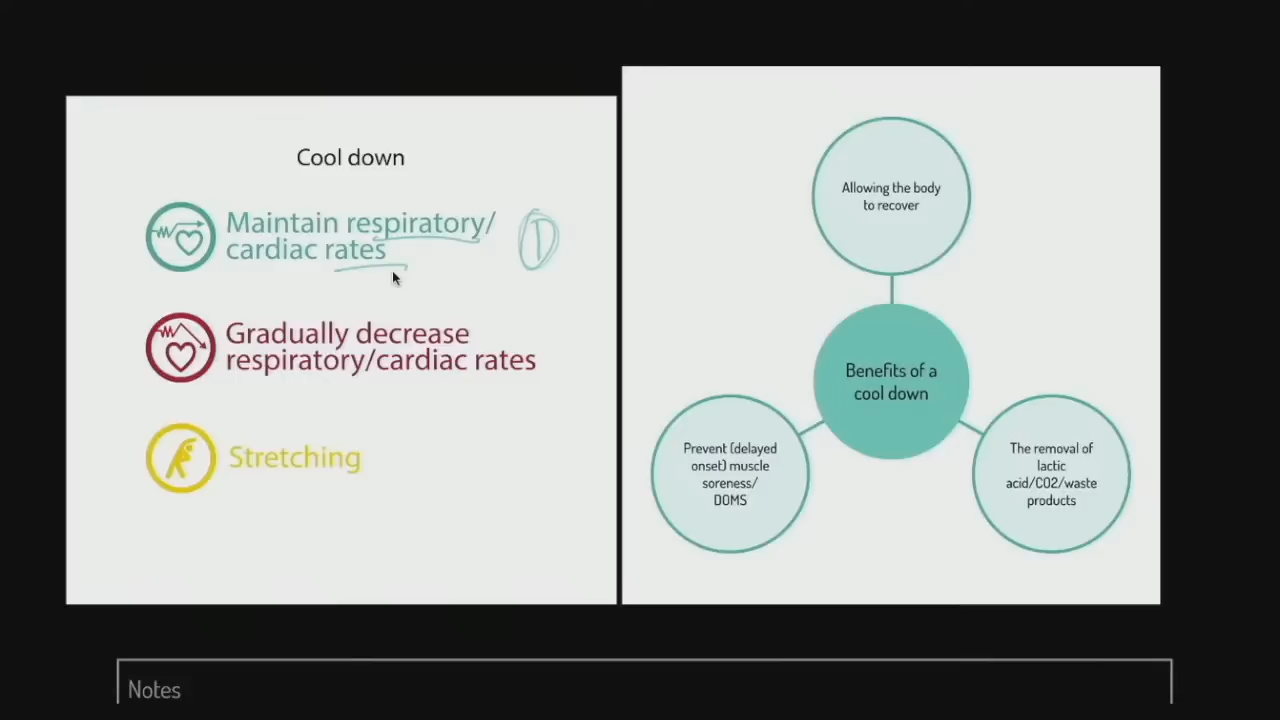 Cool down
Maintain respiratory/
cardiac rates
1
Gradually decrease
respiratory/cardiac rates
Stretching
Allowing the body
to recover
Benefits of a
cool down
Prevent (delayed
onset) muscle
soreness/
DOMS
The removal of
lactic
acid/CO2/waste
products
Notes